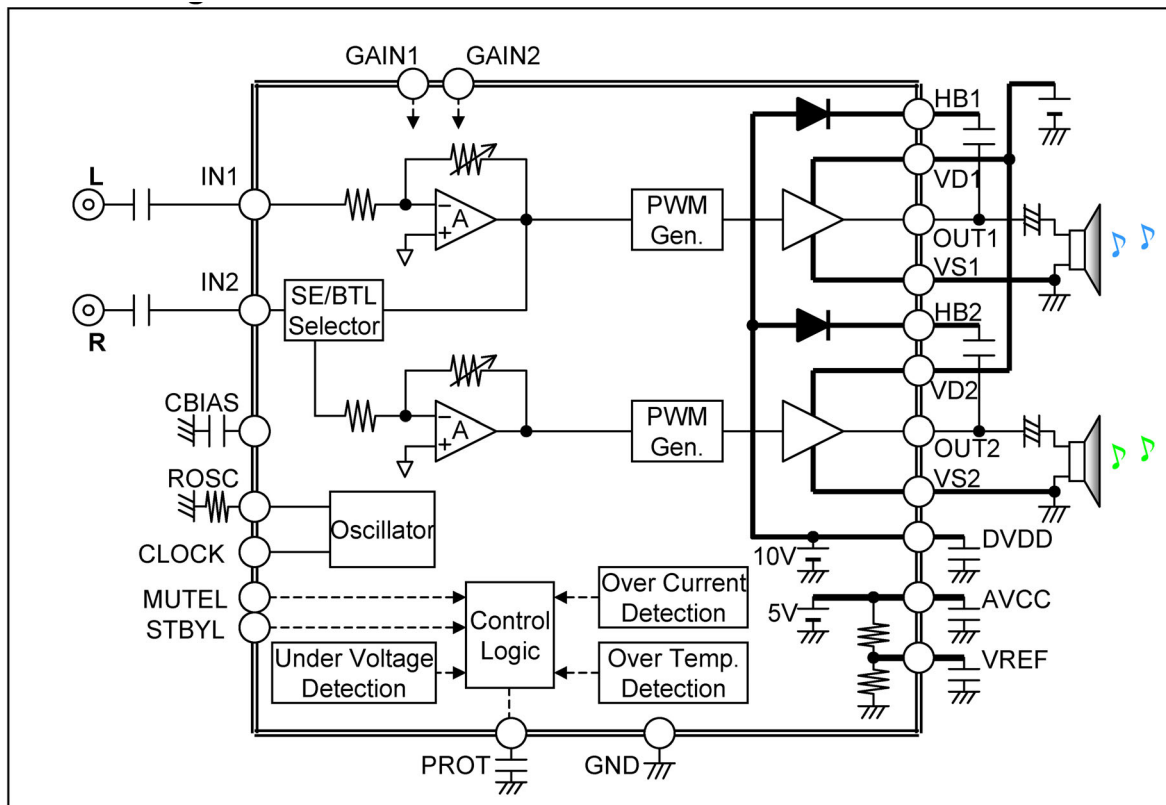 GAIN1
GAIN2
HB1
L
IN1
VD1
A
PWM
Gen.
OUT1
IN2
VS1
SE/BTL
Selector
R
HB2
VD2
CBIAS
A
PWM
Gen.
OUT2
ROSC
VS2
Oscillator
10V
DVDD
CLOCK
MUTEL
STBYL
Control
Logic
Over Current
Detection
5V
AVCC
Under Voltage
Detection
Over Temp.
Detection
VREF
PROT
GND